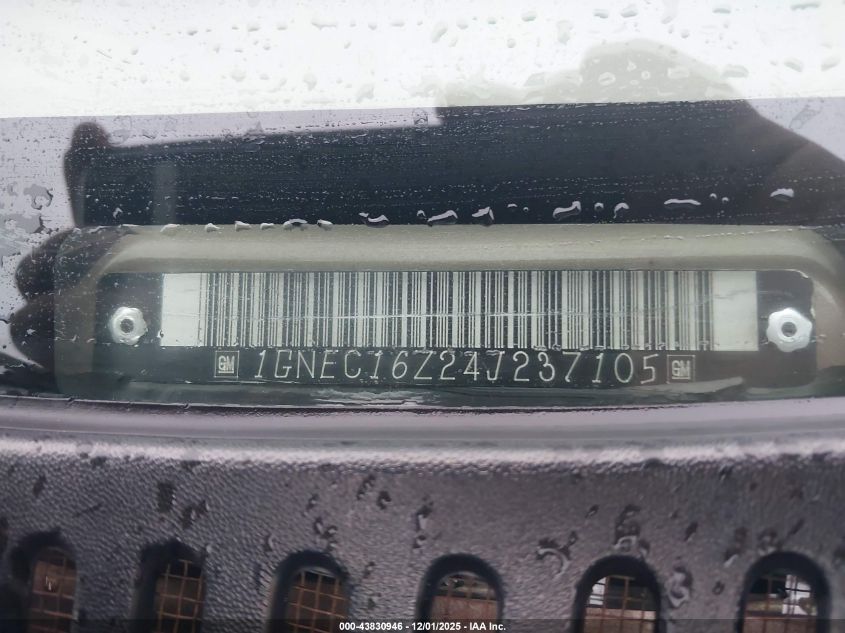 GM 1GNEC16Z24J237105 GM
000-43830946 - 12/01/2025 - IAA Inc.